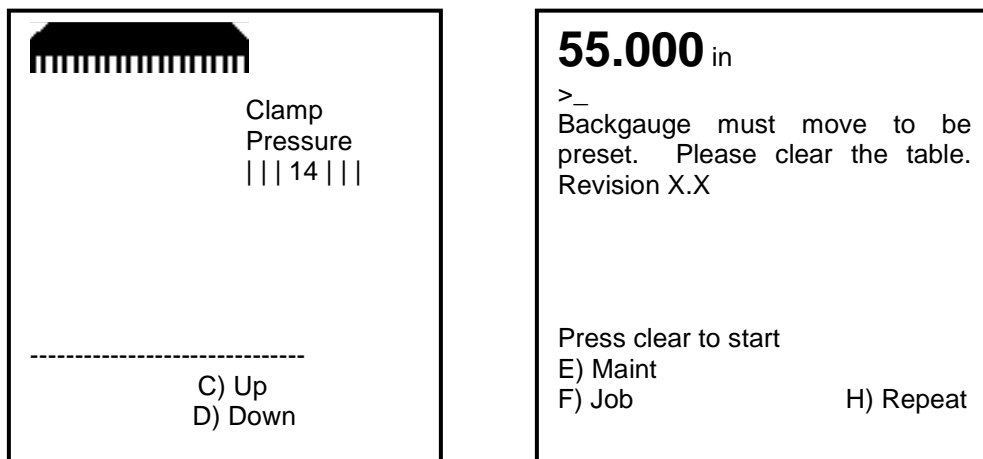 Clamp
Pressure
| | | 14 | | |
-------------------------------
C) Up
D) Down
55.000 in
>_
Backgauge must move to be
preset. Please clear the table.
Revision X.X
Press clear to start
E) Maint
F) Job H) Repeat